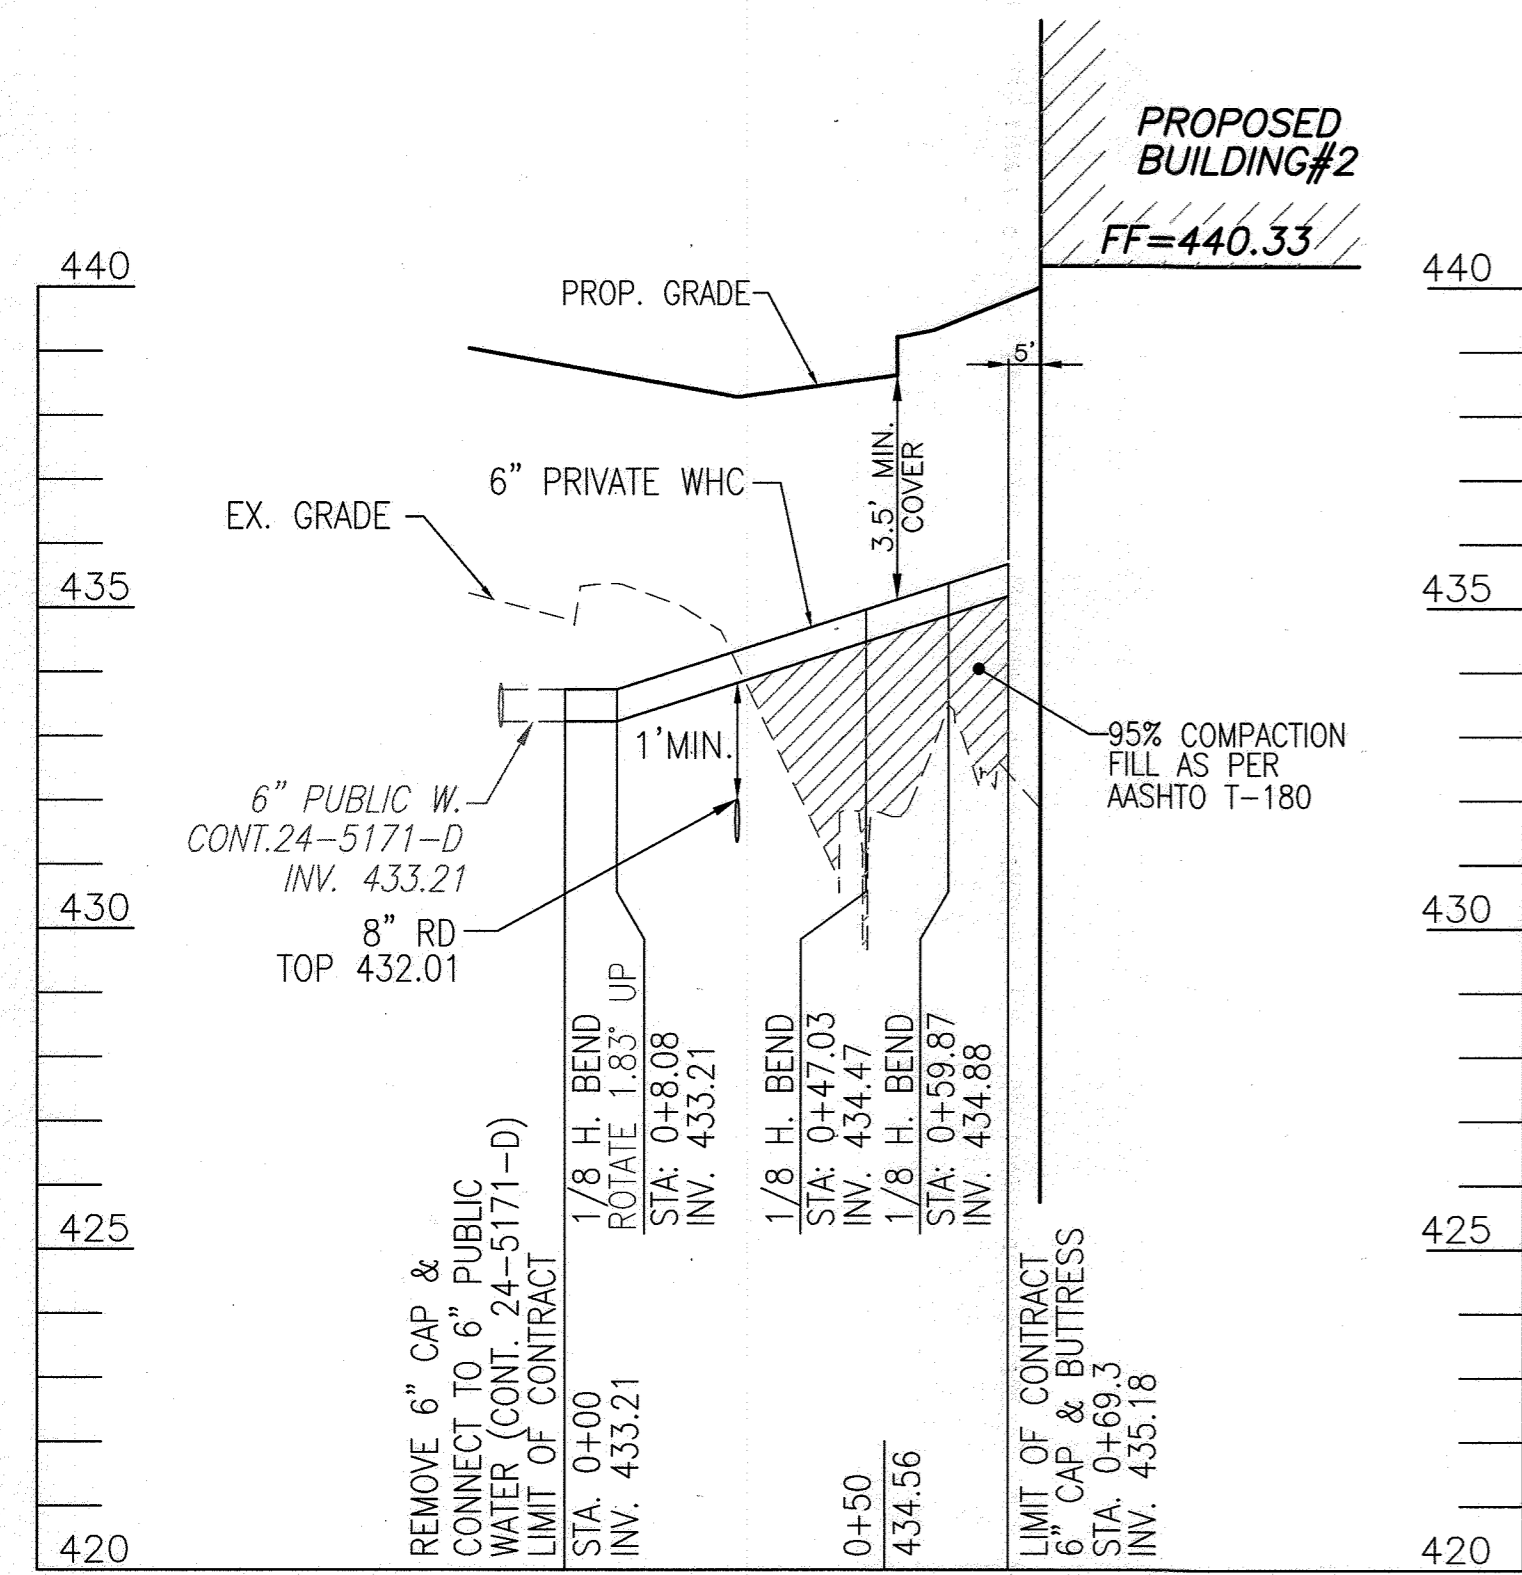 PROPOSED
BUILDING#2
FF=440.33
440
440
PROP. GRADE
5'
3.5' MIN.
COVER
6" PRIVATE WHC
EX. GRADE
435
435
1'MIN.
95% COMPACTION
FILL AS PER
AASHTO T-180
6" PUBLIC W.
CONT.24-5171-D
INV. 433.21
430
430
8" RD
TOP 432.01
1/8 H. BEND
ROTATE 1.83° UP
STA: 0+8.08
INV. 433.21
1/8 H. BEND
STA: 0+47.03
INV. 434.47
1/8 H. BEND
STA: 0+59.87
INV. 434.88
425
425
REMOVE 6" CAP &
CONNECT TO 6" PUBLIC
WATER (CONT. 24-5171-D)
LIMIT OF CONTRACT
STA. 0+00
INV. 433.21
0+50
434.56
LIMIT OF CONTRACT
6" CAP & BUTTRESS
STA. 0+69.3
INV. 435.18
420
420